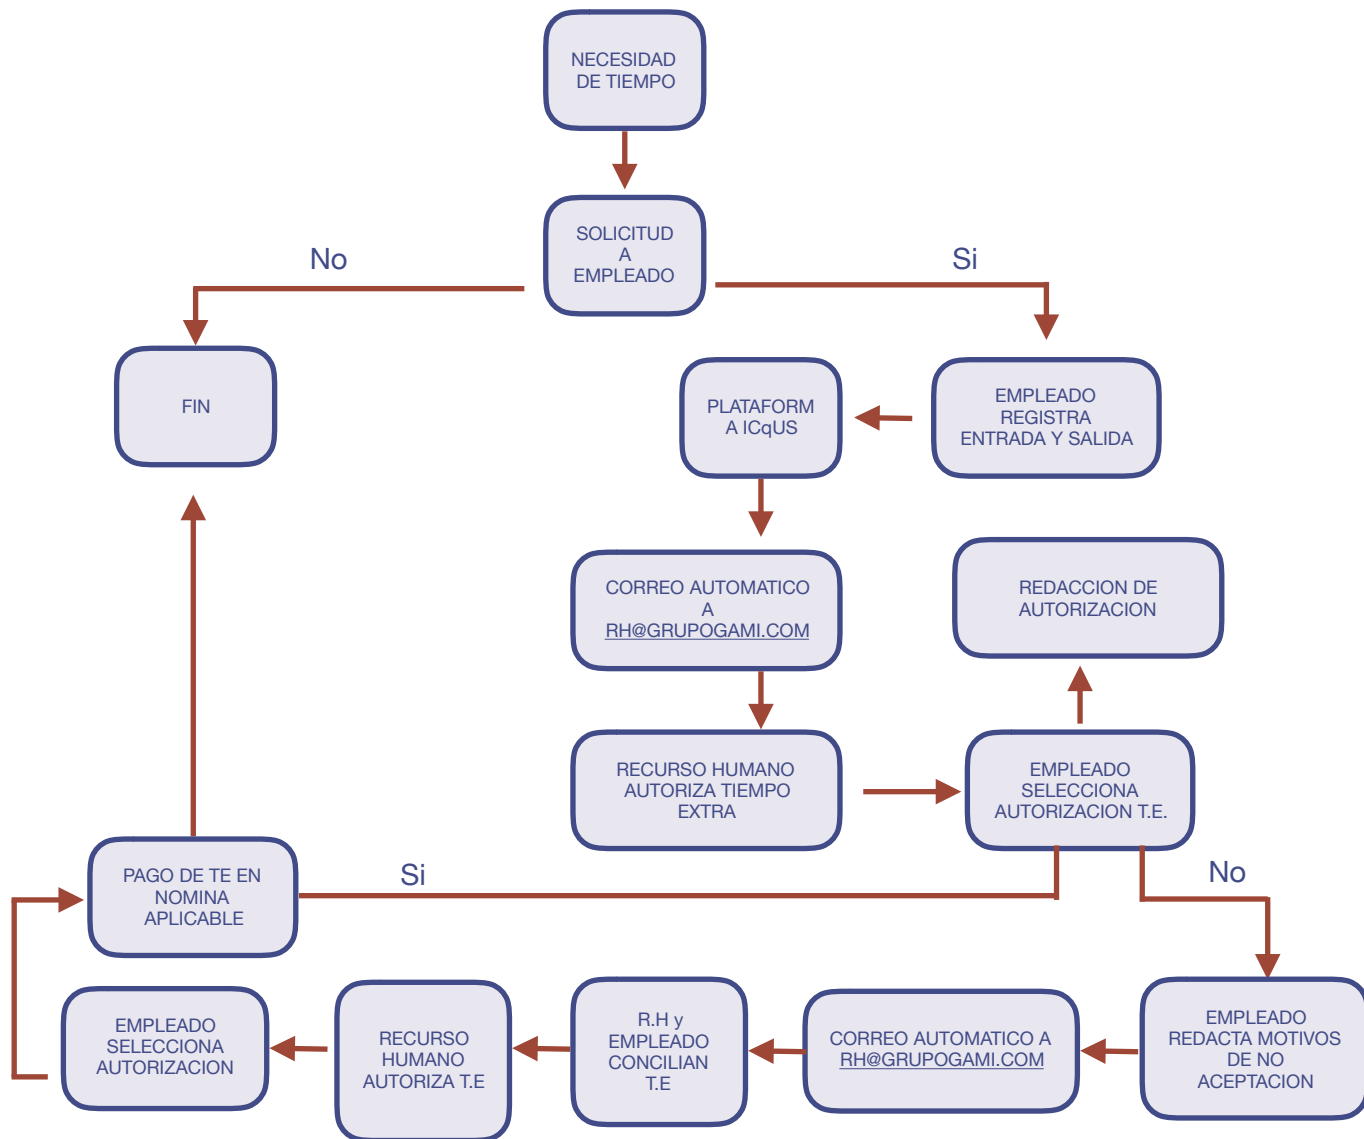 NECESIDAD
DE TIEMPO
SOLICITUD
A
EMPLEADO
No
Si
FIN
PLATAFORM
A ICqUS
EMPLEADO
REGISTRA
ENTRADA Y SALIDA
CORREO AUTOMATICO
A
RH@GRUPOGAMI.COM
REDACCION DE
AUTORIZACION
RECURSO HUMANO
AUTORIZA TIEMPO
EXTRA
EMPLEADO
SELECCIONA
AUTORIZACION T.E.
PAGO DE TE EN
NOMINA
APLICABLE
Si
No
EMPLEADO
SELECCIONA
AUTORIZACION
RECURSO
HUMANO
AUTORIZA T.E
R.H y
EMPLEADO
CONCILIAN
T.E
CORREO AUTOMATICO A
RH@GRUPOGAMI.COM
EMPLEADO
REDACTA MOTIVOS
DE NO
ACEPTACION